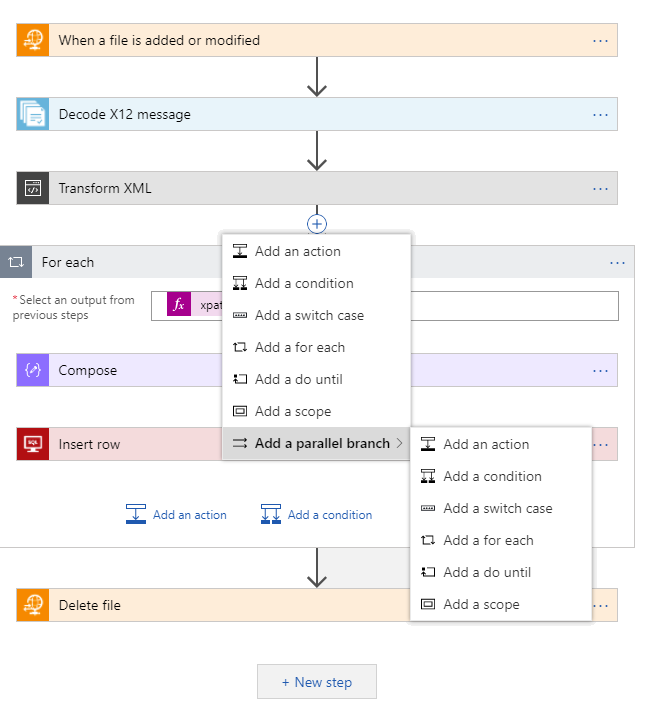 When a file is added or modified
Decode X12 message
Transform XML
Add an action
Add a condition
Add a switch case
Add a for each
Add a do until
Add a scope
Add a parallel branch
For each
*Select an output from
previous steps
fx
Compose
SQL
Insert row
Add an action
Add a condition
Add a switch case
Add a for each
Add a do until
Add a scope
Add an action
Add a condition
Delete file
+ New step